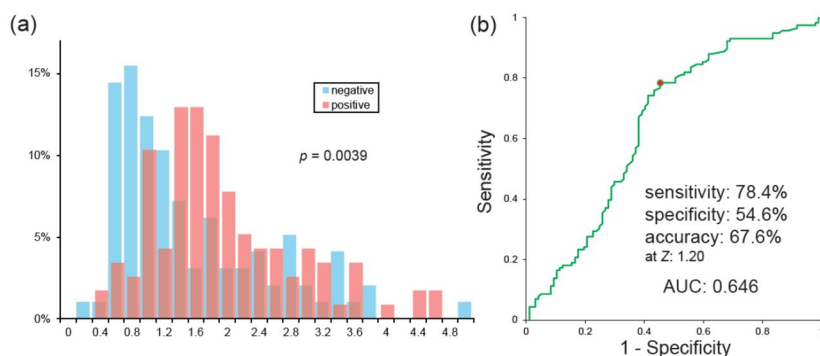 (a)
15%
10%
5%
0%
negative
positive
p = 0.0039
0 0.4 0.8 1.2 1.6 2 2.4 2.8 3.2 3.6 4 4.4 4.8
(b)
1
0.8
0.6
0.4
0.2
0
Sensitivity
sensitivity: 78.4%
specificity: 54.6%
accuracy: 67.6%
at Z: 1.20
AUC: 0.646
0 0.2 0.4 0.6 0.8 1
1 - Specificity